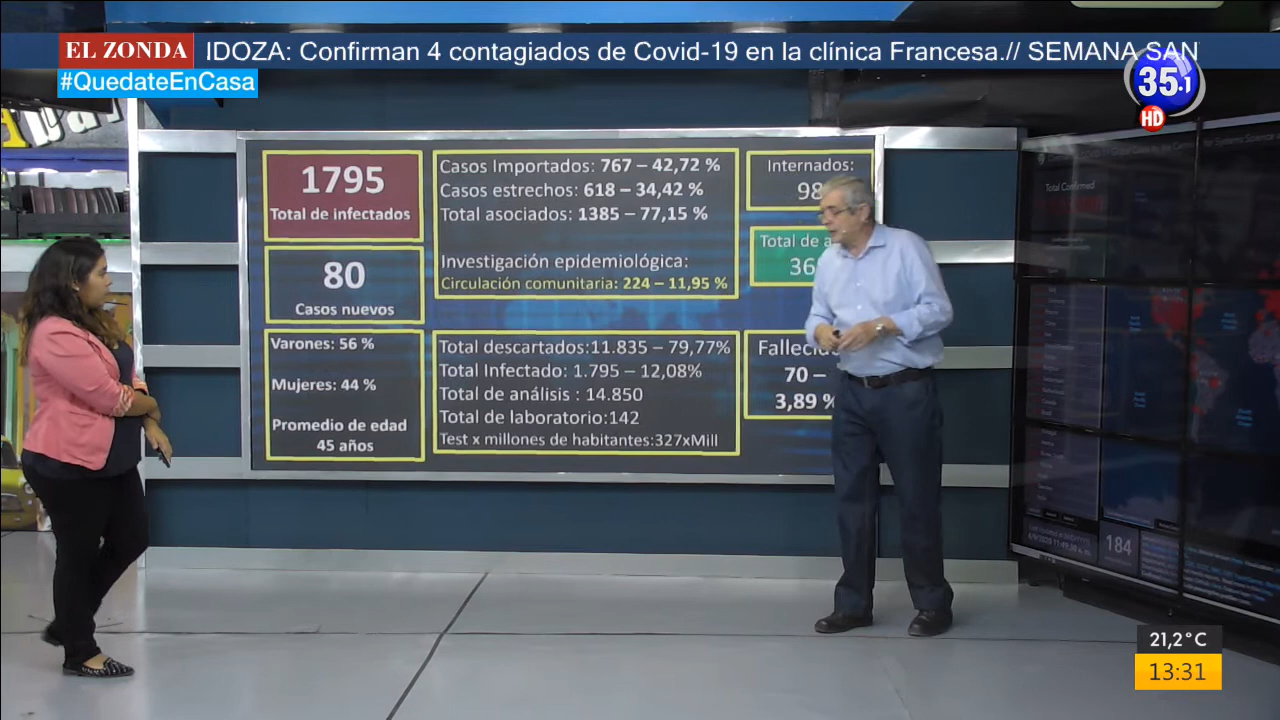 EL ZONDA
IDOZA: Confirman 4 contagiados de Covid-19 en la clínica Francesa.// SEMANA SAN
#QuedateEnCasa
35.1
HD
1795
Total de infectados
80
Casos nuevos
Varones: 56 %
Mujeres: 44 %
Promedio de edad
45 años
Casos Importados: 767 – 42,72 %
Casos estrechos: 618 – 34,42 %
Total asociados: 1385 – 77,15 %
Investigación epidemiológica:
Circulación comunitaria: 224 – 11,95 %
Total descartados:11.835 – 79,77%
Total Infectado: 1.795 – 12,08%
Total de análisis : 14.850
Total de laboratorio:142
Test x millones de habitantes:327xMill
Internados:
98
Total de a
36
Fallecid
70 –
3,89 %
Total Confirmed
184
21,2°C
13:31